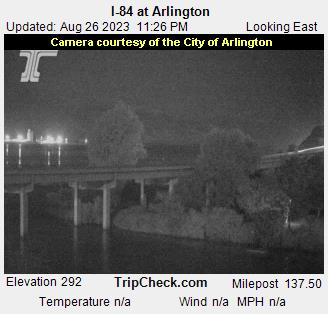 I-84 at Arlington
Updated: Aug 26 2023 11:26 PM Looking East
Camera courtesy of the City of Arlington
Elevation 292 TripCheck.com Milepost 137.50
Temperature n/a Wind n/a MPH n/a